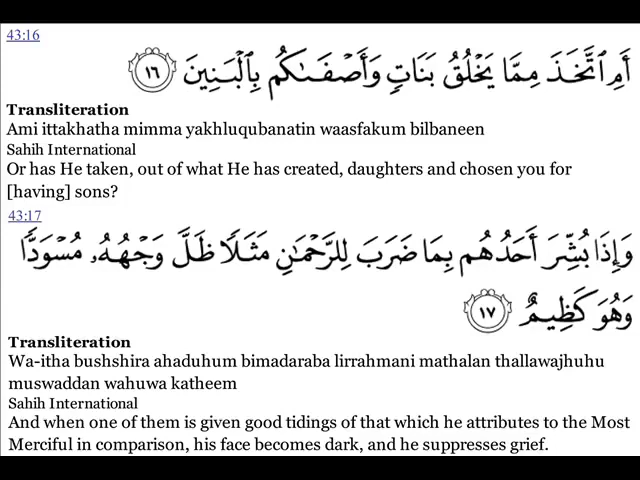 43:16
أَمِ ٱتَّخَذَ مِمَّا يَخْلُقُ بَنَاتٍ وَأَصْفَىٰكُم بِٱلْبَنِينَ ١٦
Transliteration
Ami ittakhatha mimma yakhluqubanatin waasfakum bilbaneen
Sahih International
Or has He taken, out of what He has created, daughters and chosen you for
[having] sons?
43:17
وَإِذَا بُشِّرَ أَحَدُهُم بِمَا ضَرَبَ لِلرَّحْمَٰنِ مَثَلًا ظَلَّ وَجْهُهُۥ مُسْوَدًّا
وَهُوَ كَظِيمٌ ١٧
Transliteration
Wa-itha bushshira ahaduhum bimadaraba lirrahmani mathalan thallawajhuhu
muswaddan wahuwa katheem
Sahih International
And when one of them is given good tidings of that which he attributes to the Most
Merciful in comparison, his face becomes dark, and he suppresses grief.